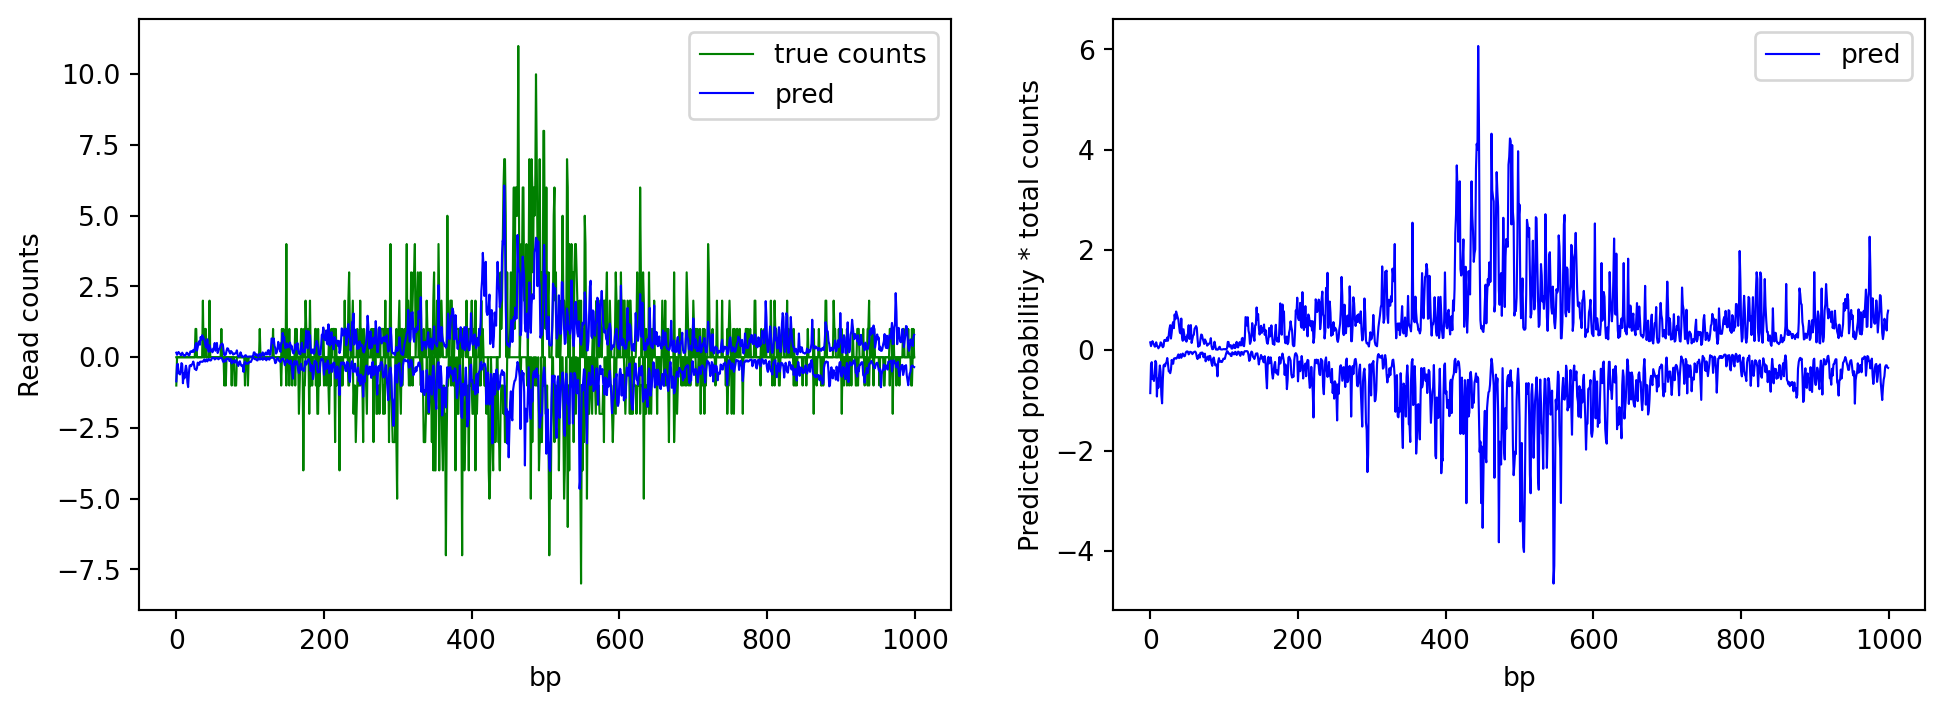 10.0
7.5
5.0
2.5
0.0
−2.5
−5.0
−7.5
Read counts
0 200 400 600 800 1000
bp
true counts
pred
6
4
2
0
−2
−4
Predicted probabilitiy * total counts
0 200 400 600 800 1000
bp
pred